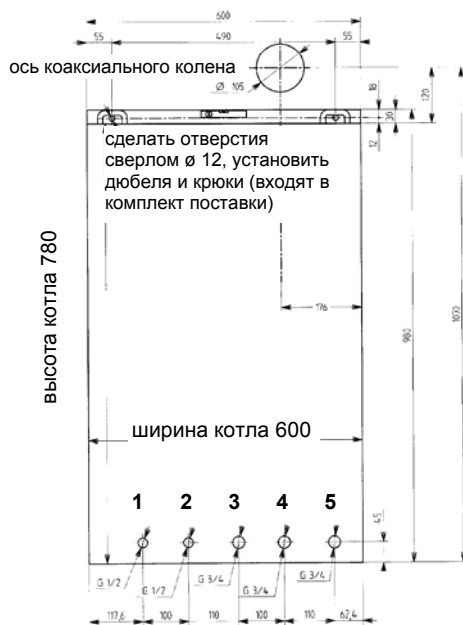 600
55
490
55
ось коаксиального колена
Ø 105
18
30
12
120
сделать отверстия
сверлом ø 12, установить
дюбеля и крюки (входят в
комплект поставки)
высота котла 780
176
980
1070
ширина котла 600
1 2 3 4 5
45
G 1/2
G 1/2
G 3/4
G 3/4
G 3/4
117,6
100
110
100
110
62,4